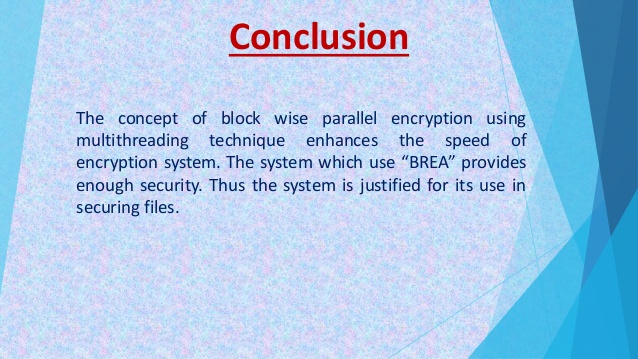 Conclusion
The concept of block wise parallel encryption using
multithreading technique enhances the speed of
encryption system. The system which use “BREA” provides
enough security. Thus the system is justified for its use in
securing files.